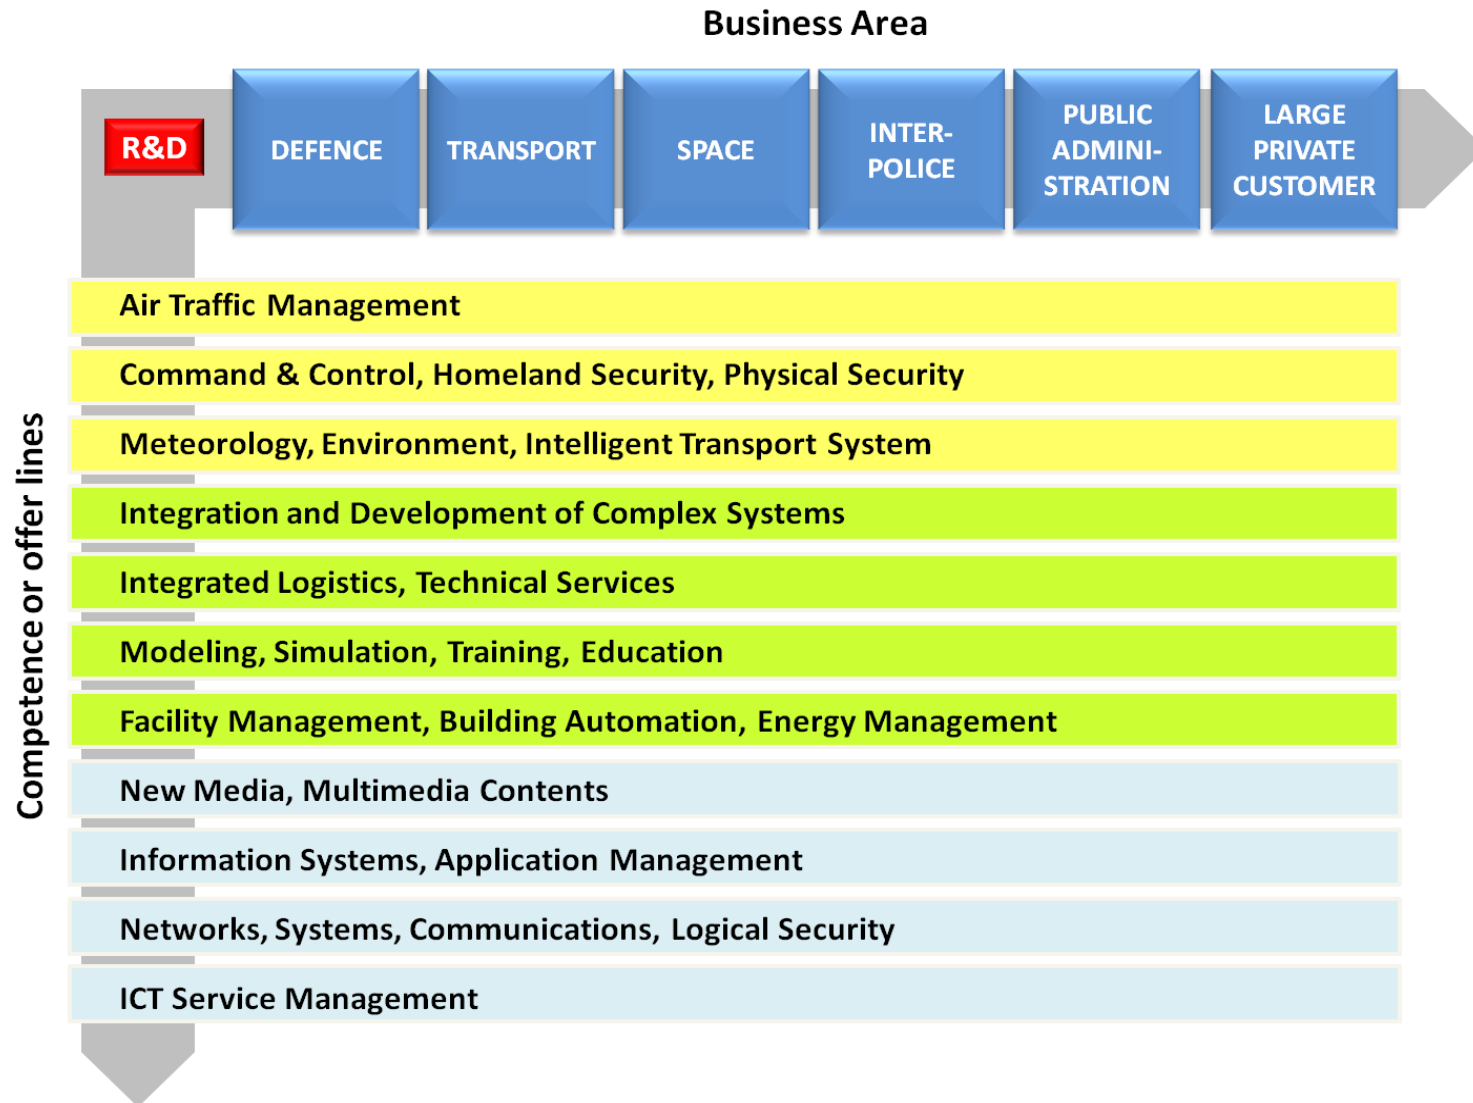 Business Area
R&D
DEFENCE
TRANSPORT
SPACE
INTER-
POLICE
PUBLIC
ADMINI-
STRATION
LARGE
PRIVATE
CUSTOMER
Competence or offer lines
Air Traffic Management
Command & Control, Homeland Security, Physical Security
Meteorology, Environment, Intelligent Transport System
Integration and Development of Complex Systems
Integrated Logistics, Technical Services
Modeling, Simulation, Training, Education
Facility Management, Building Automation, Energy Management
New Media, Multimedia Contents
Information Systems, Application Management
Networks, Systems, Communications, Logical Security
ICT Service Management